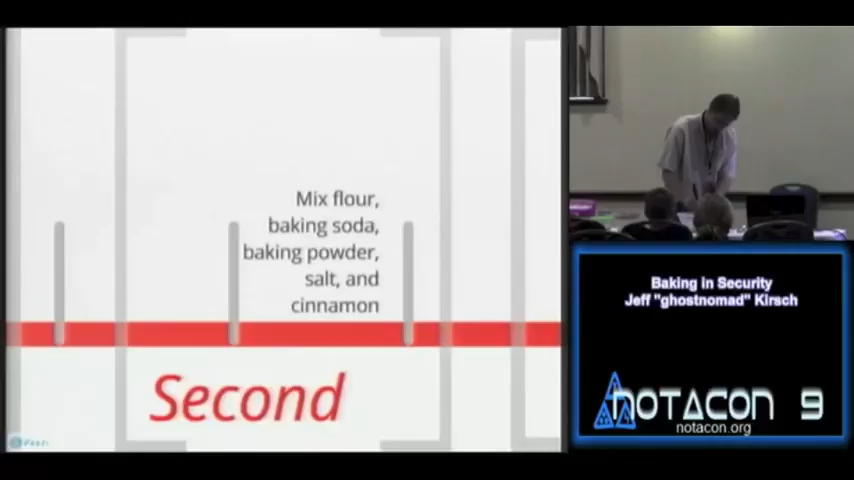 Mix flour,
baking soda,
baking powder,
salt, and
cinnamon
Second
Prezi
Baking in Security
Jeff "ghostnomad" Kirsch
NOTACON 9
notacon.org